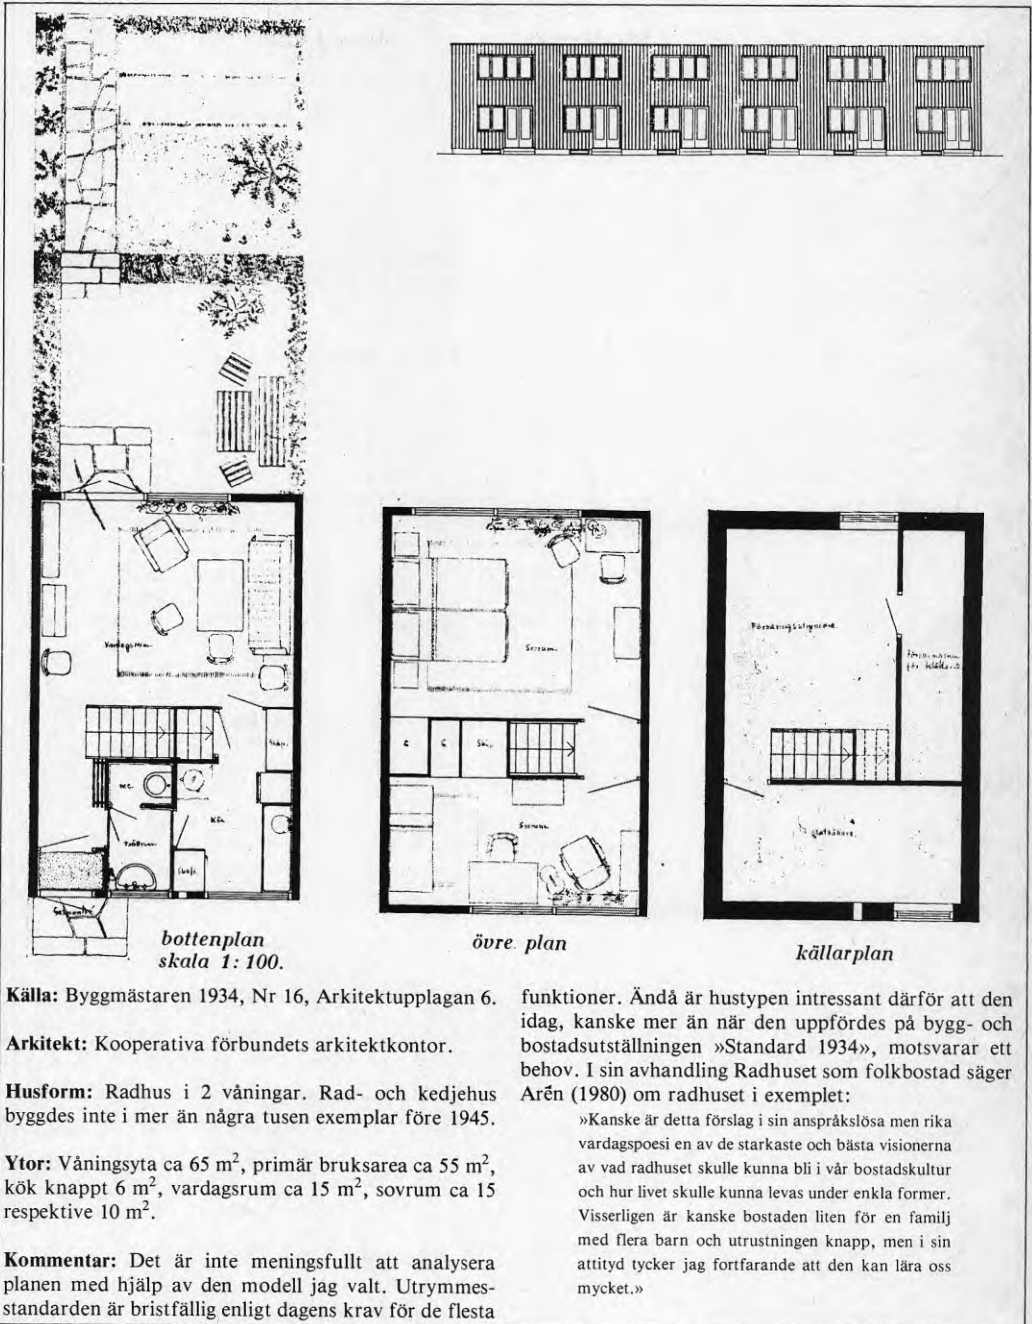 Vardagsrum.
Skåp.
W.C.
Kök
Skaff.
Sovrum.
G
G
Skåp.
Sovrum
bottenplan
skala 1: 100.
övre plan
källarplan
Källa: Byggmästaren 1934, Nr 16, Arkitektupplagan 6.
Arkitekt: Kooperativa förbundets arkitektkontor.
Husform: Radhus i 2 våningar. Rad- och kedjehus
byggdes inte i mer än några tusen exemplar före 1945.
Ytor: Våningsyta ca 65 m², primär bruksarea ca 55 m²,
kök knappt 6 m², vardagsrum ca 15 m², sovrum ca 15
respektive 10 m².
Kommentar: Det är inte meningsfullt att analysera
planen med hjälp av den modell jag valt. Utrymmes-
standarden är bristfällig enligt dagens krav för de flesta
funktioner. Ändå är hustypen intressant därför att den
idag, kanske mer än när den uppfördes på bygg- och
bostadsutställningen »Standard 1934», motsvarar ett
behov. I sin avhandling Radhuset som folkbostad säger
Arén (1980) om radhuset i exemplet:
»Kanske är detta förslag i sin anspråkslösa men rika
vardagspoesi en av de starkaste och bästa visionerna
av vad radhuset skulle kunna bli i vår bostadskultur
och hur livet skulle kunna levas under enkla former.
Visserligen är kanske bostaden liten för en familj
med flera barn och utrustningen knapp, men i sin
attityd tycker jag fortfarande att den kan lära oss
mycket.»